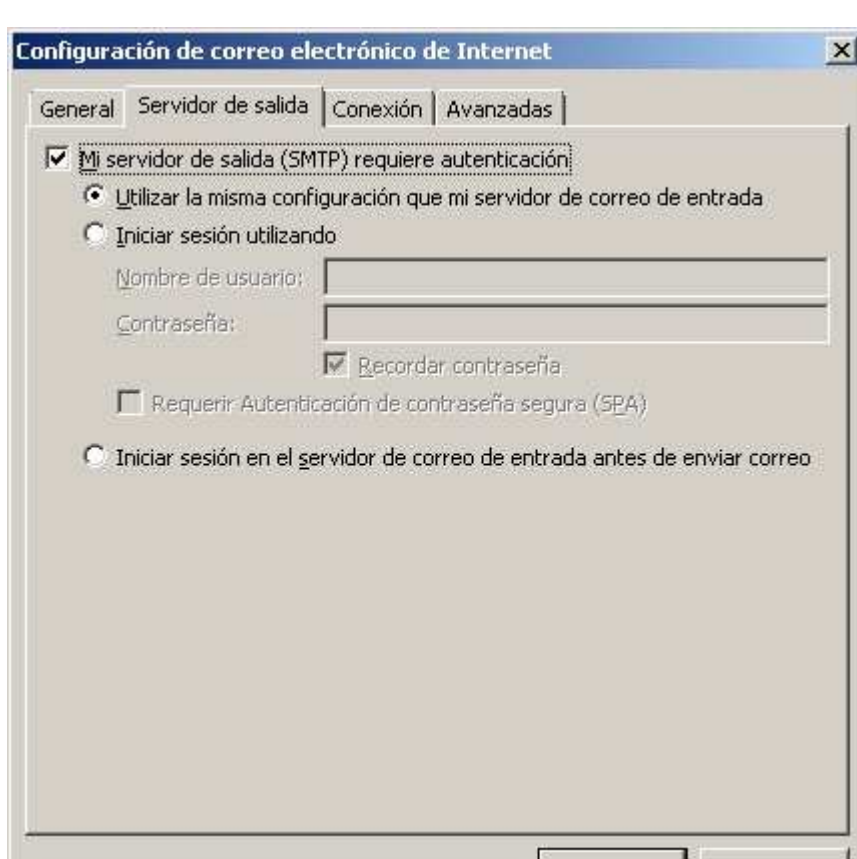 Configuración de correo electrónico de Internet
General Servidor de salida Conexión Avanzadas
Mi servidor de salida (SMTP) requiere autenticación
Utilizar la misma configuración que mi servidor de correo de entrada
Iniciar sesión utilizando
Nombre de usuario:
Contraseña:
Recordar contraseña
Requerir Autenticación de contraseña segura (SPA)
Iniciar sesión en el servidor de correo de entrada antes de enviar correo